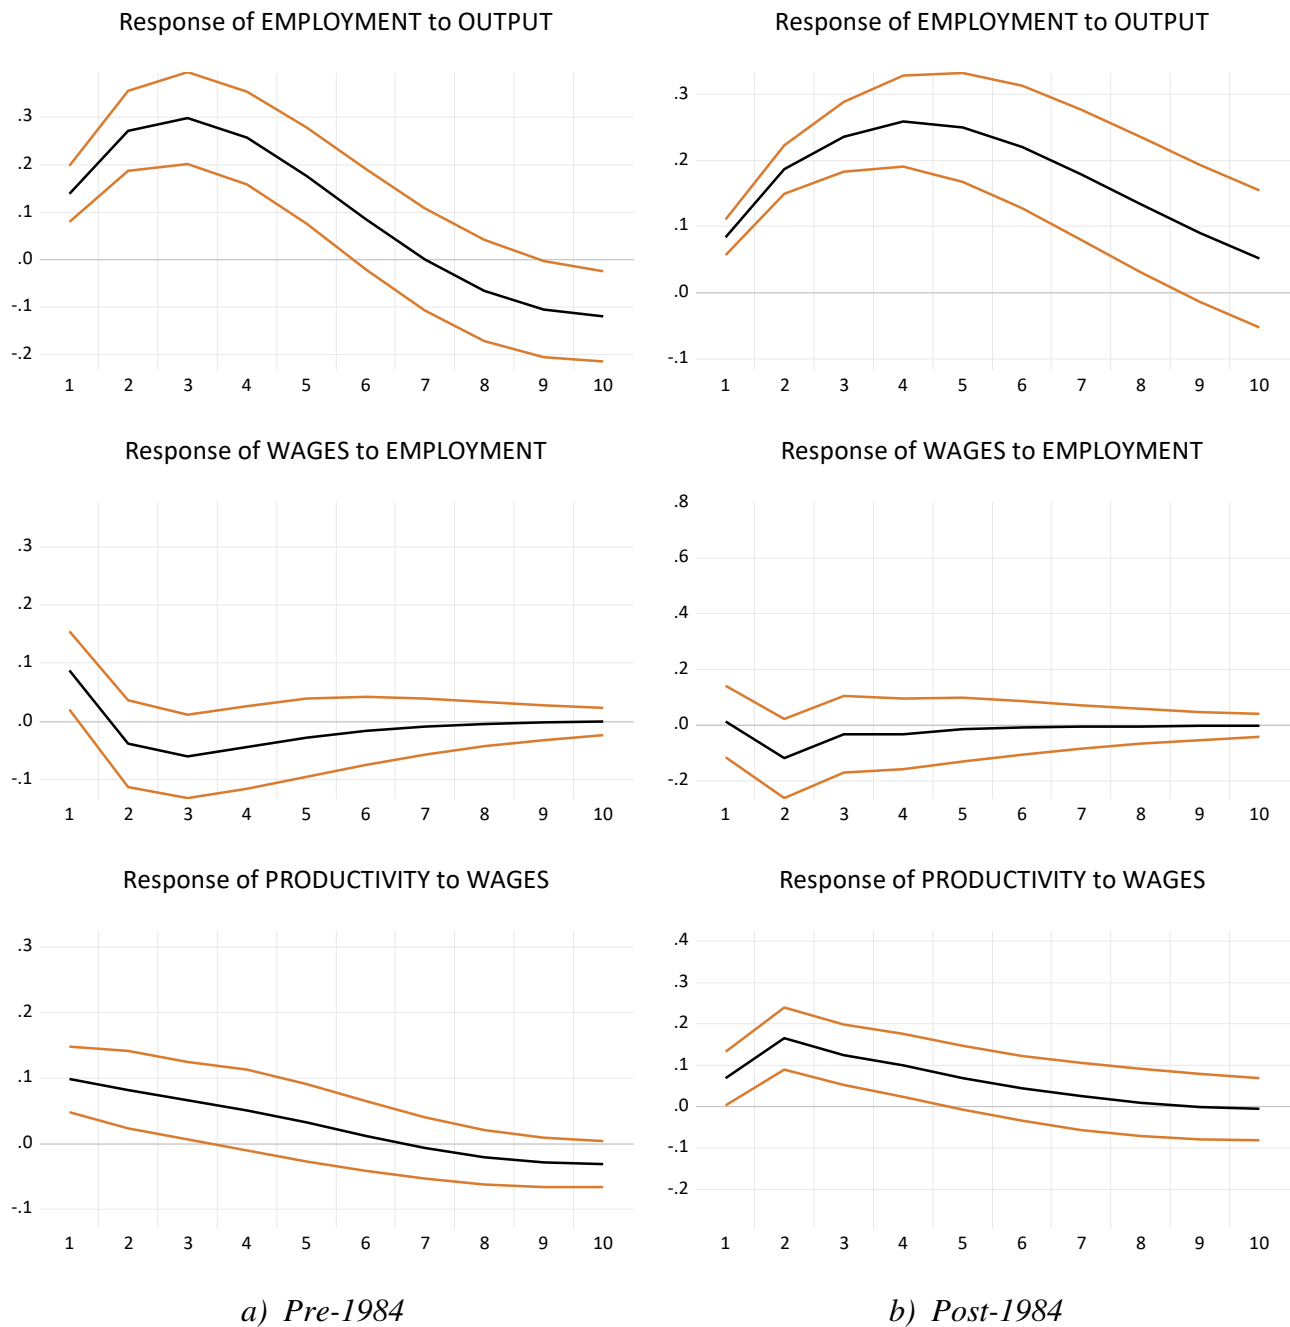 Response of EMPLOYMENT to OUTPUT
.3
.2
.1
.0
-.1
-.2
1 2 3 4 5 6 7 8 9 10
Response of EMPLOYMENT to OUTPUT
.3
.2
.1
.0
-.1
1 2 3 4 5 6 7 8 9 10
Response of WAGES to EMPLOYMENT
.3
.2
.1
.0
-.1
1 2 3 4 5 6 7 8 9 10
Response of WAGES to EMPLOYMENT
.8
.6
.4
.2
.0
-.2
1 2 3 4 5 6 7 8 9 10
Response of PRODUCTIVITY to WAGES
.3
.2
.1
.0
-.1
1 2 3 4 5 6 7 8 9 10
Response of PRODUCTIVITY to WAGES
.4
.3
.2
.1
.0
-.1
-.2
1 2 3 4 5 6 7 8 9 10
a) Pre-1984
b) Post-1984